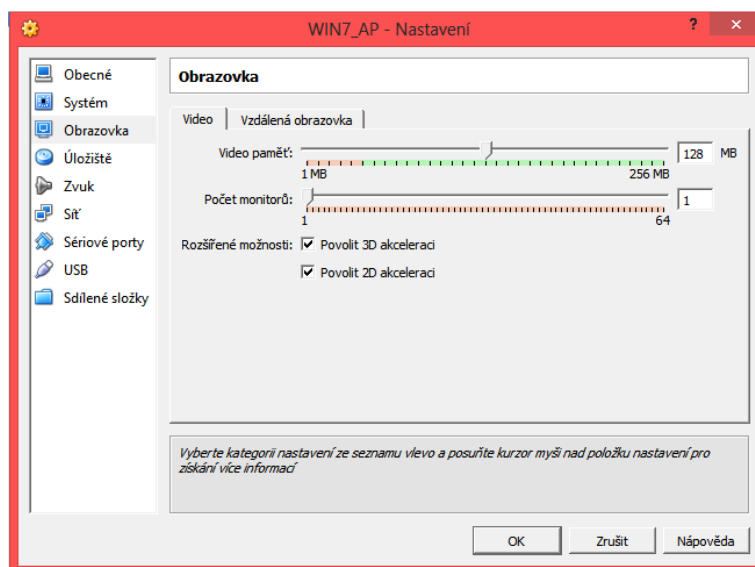 WIN7_AP - Nastavení
?
×
Obecné
Systém
Obrazovka
Úložiště
Zvuk
Síť
Sériové porty
USB
Sdílené složky
Obrazovka
Video
Vzdálená obrazovka
Video paměť:
128 MB
1 MB
256 MB
Počet monitorů:
1
1
64
Rozšířené možnosti:
Povolit 3D akceleraci
Povolit 2D akceleraci
Vyberte kategorii nastavení ze seznamu vlevo a posuňte kurzor myši nad položku nastavení pro
získání více informací
OK
Zrušit
Nápověda